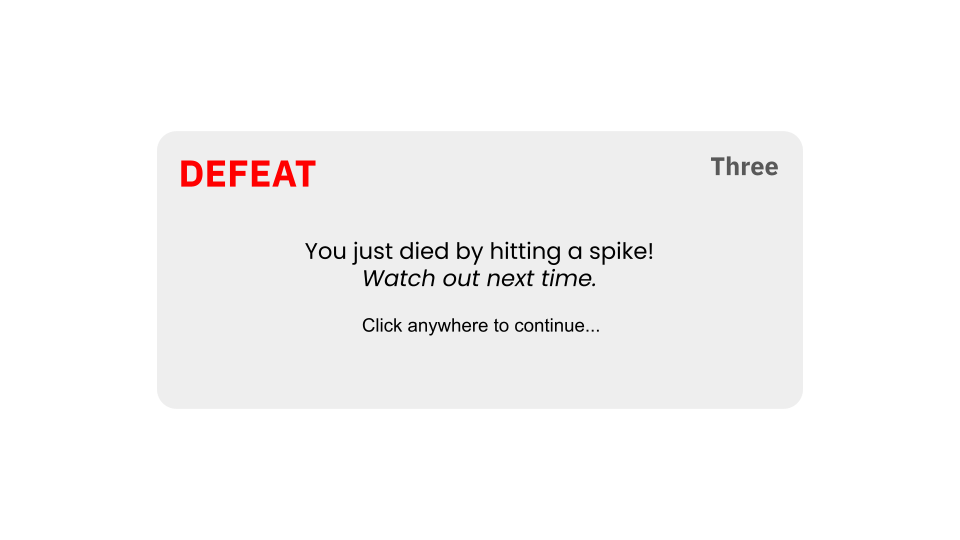 DEFEAT
Three
You just died by hitting a spike!
Watch out next time.
Click anywhere to continue...